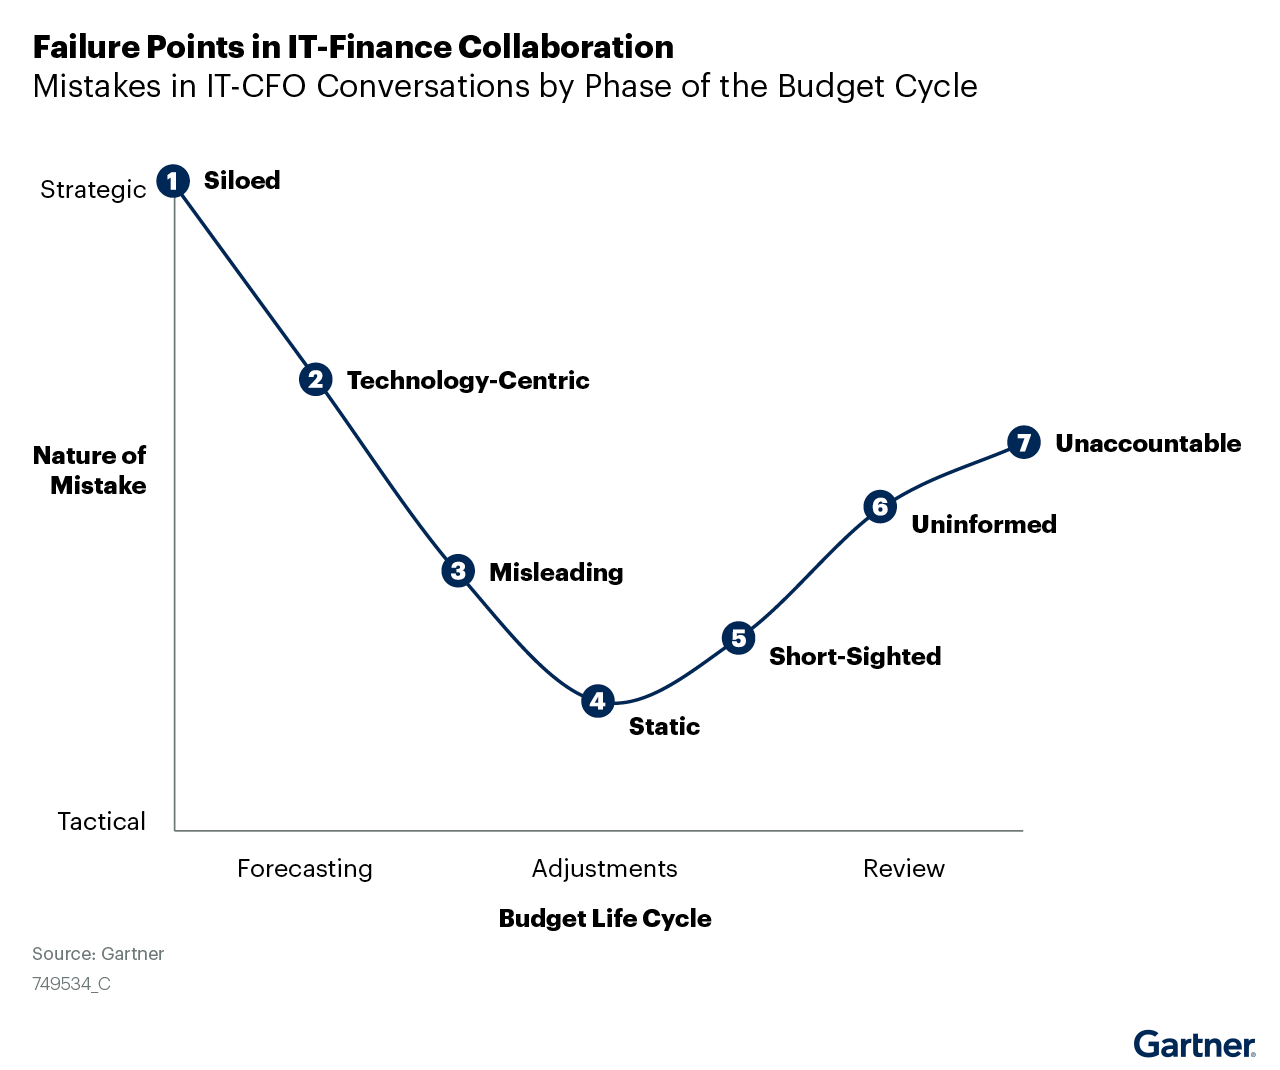 Failure Points in IT-Finance Collaboration
Mistakes in IT-CFO Conversations by Phase of the Budget Cycle
Strategic
1 Siloed
2 Technology-Centric
Nature of
Mistake
7 Unaccountable
6 Uninformed
3 Misleading
5 Short-Sighted
4 Static
Tactical
Forecasting Adjustments Review
Budget Life Cycle
Source: Gartner
749534_C
Gartner®